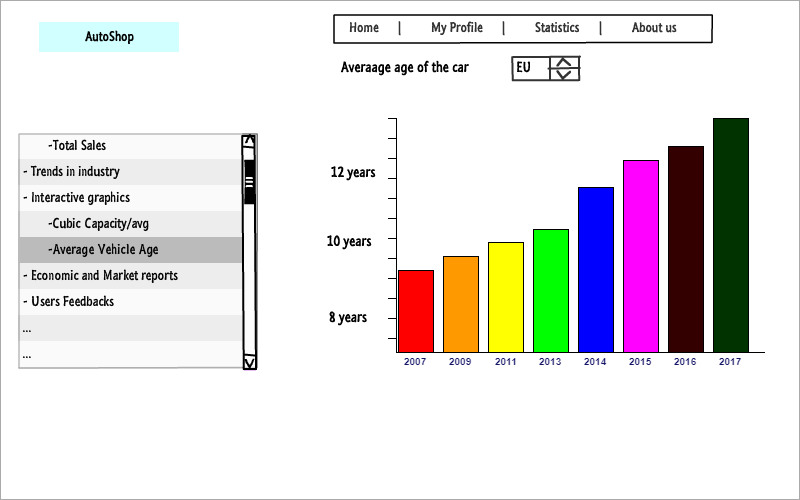 AutoShop
Home | My Profile | Statistics | About us
Averaage age of the car
EU
-Total Sales
- Trends in industry
- Interactive graphics
-Cubic Capacity/avg
-Average Vehicle Age
- Economic and Market reports
- Users Feedbacks
...
...
12 years
10 years
8 years
2007 2009 2011 2013 2014 2015 2016 2017